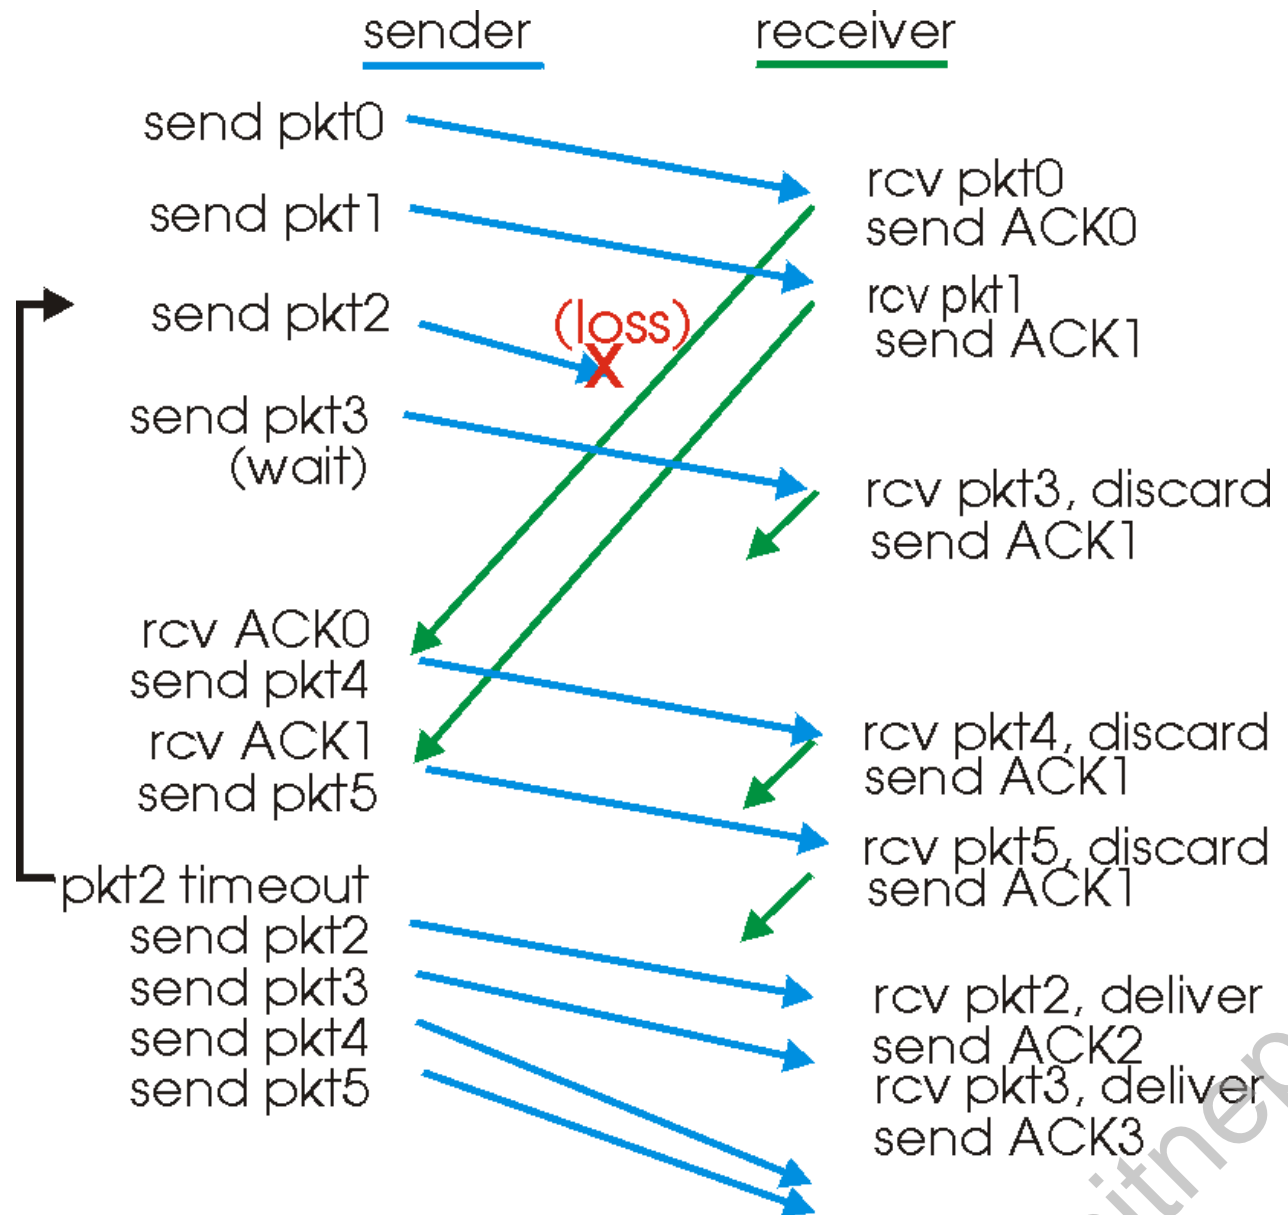 sender
receiver
send pkt0
send pkt1
send pkt2
send pkt3
(wait)
(loss)
X
rcv pkt0
send ACK0
rcv pkt1
send ACK1
rcv pkt3, discard
send ACK1
rcv ACK0
send pkt4
rcv ACK1
send pkt5
rcv pkt4, discard
send ACK1
rcv pkt5, discard
send ACK1
pkt2 timeout
send pkt2
send pkt3
send pkt4
send pkt5
rcv pkt2, deliver
send ACK2
rcv pkt3, deliver
send ACK3